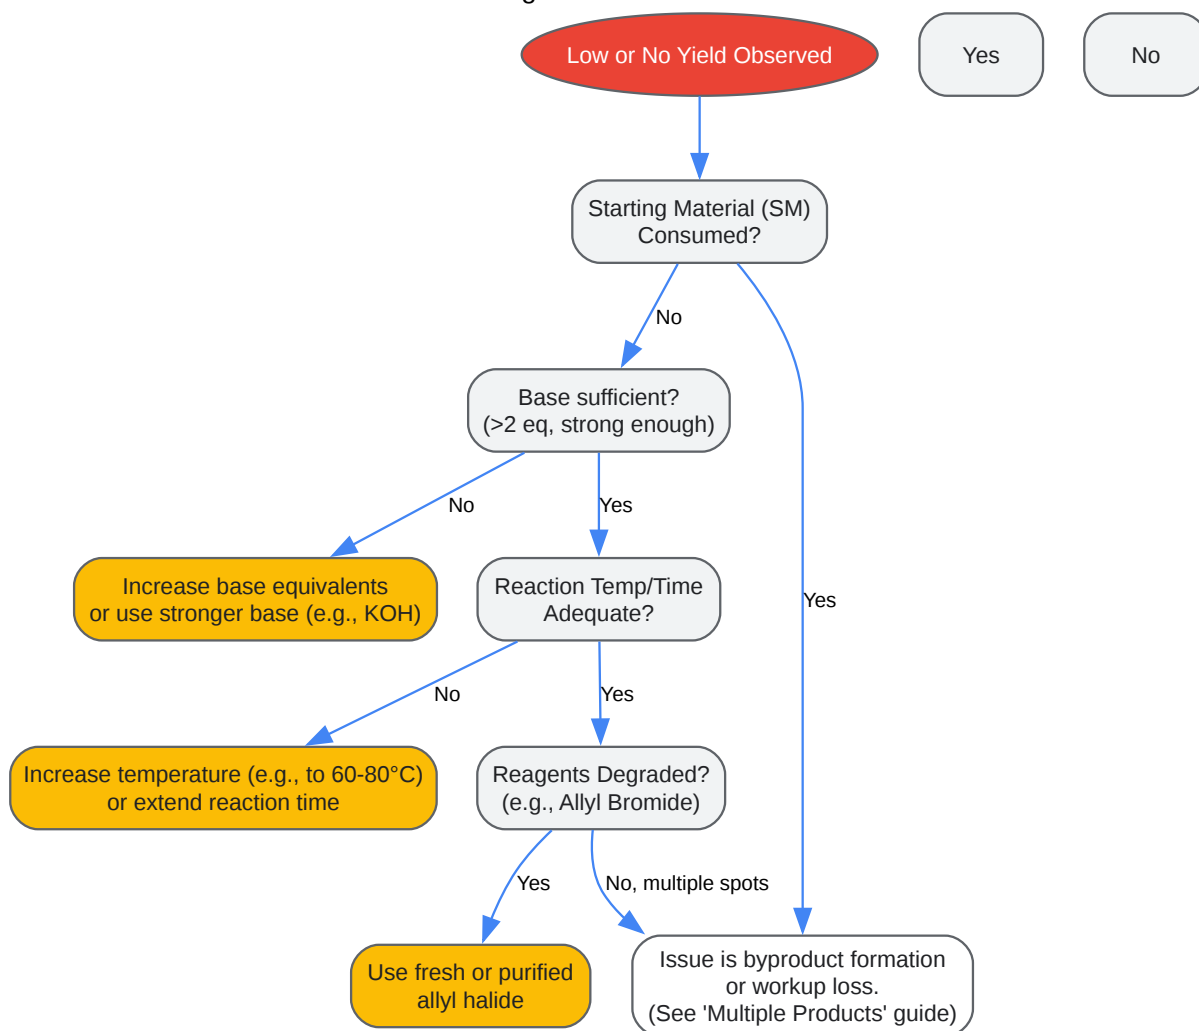 Low or No Yield Observed
Yes
No
Starting Material (SM)
Consumed?
No
Base sufficient?
(>2 eq, strong enough)
No
Yes
Increase base equivalents
or use stronger base (e.g., KOH)
Reaction Temp/Time
Adequate?
Yes
No
Yes
Increase temperature (e.g., to 60-80°C)
or extend reaction time
Reagents Degraded?
(e.g., Allyl Bromide)
Yes
No, multiple spots
Use fresh or purified
allyl halide
Issue is byproduct formation
or workup loss.
(See 'Multiple Products' guide)